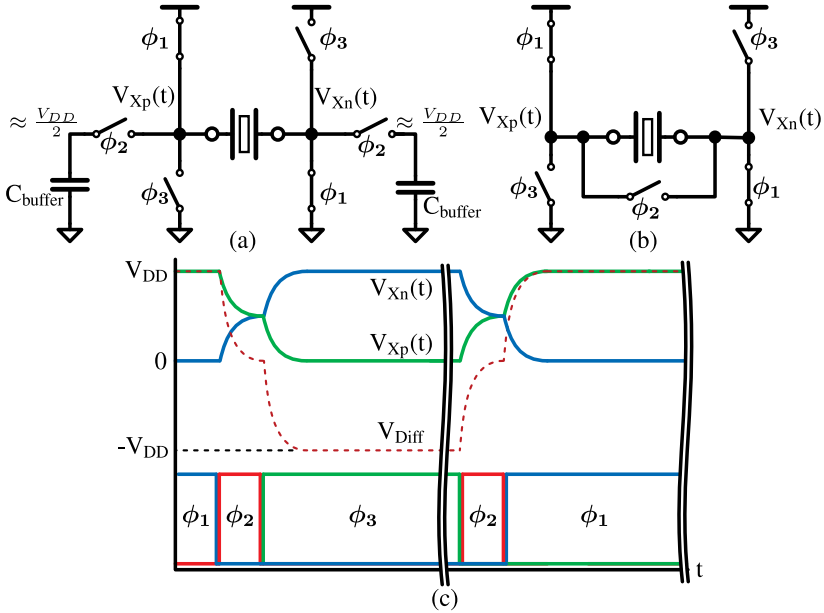 ϕ1
ϕ3
VXp(t)
VXn(t)
≈ VDD/2
ϕ2
≈ VDD/2
ϕ2
Cbuffer
ϕ3
ϕ1
Cbuffer
(a)
ϕ1
ϕ3
VXp(t)
VXn(t)
ϕ3
ϕ2
ϕ1
(b)
VDD
VXn(t)
VXp(t)
0
VDiff
-VDD
ϕ1
ϕ2
ϕ3
ϕ2
ϕ1
t
(c)